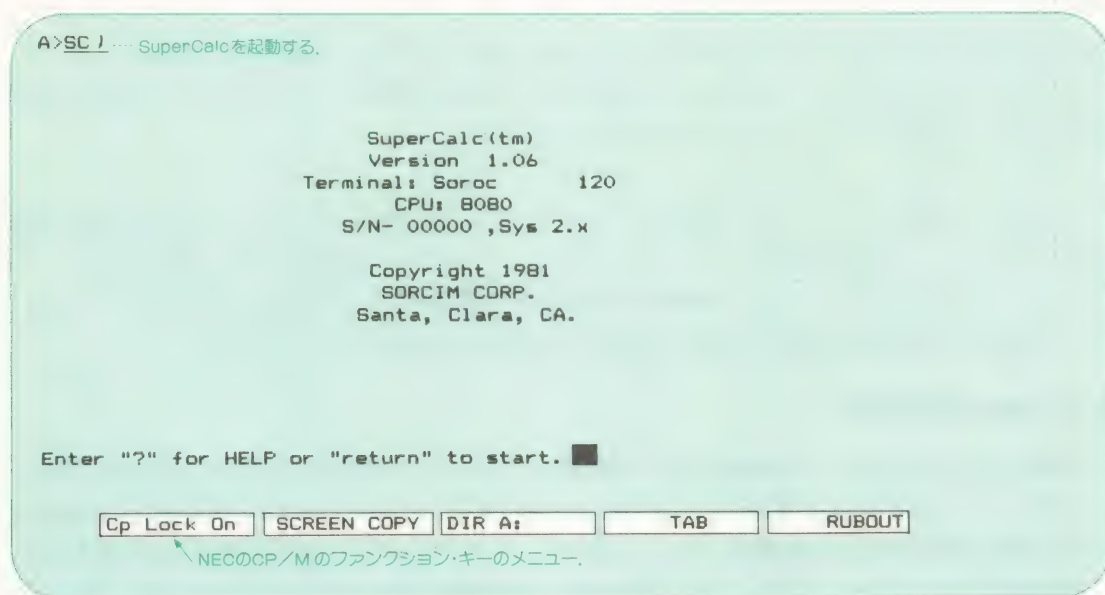 A>SC ↓ ···· SuperCalcを起動する.
SuperCalc(tm)
Version 1.06
Terminal: Soroc 120
CPU: 8080
S/N- 00000 ,Sys 2.x
Copyright 1981
SORCIM CORP.
Santa, Clara, CA.
Enter "?" for HELP or "return" to start.
Cp Lock On SCREEN COPY DIR A: TAB RUBOUT
NECのCP/Mのファンクション・キーのメニュー.